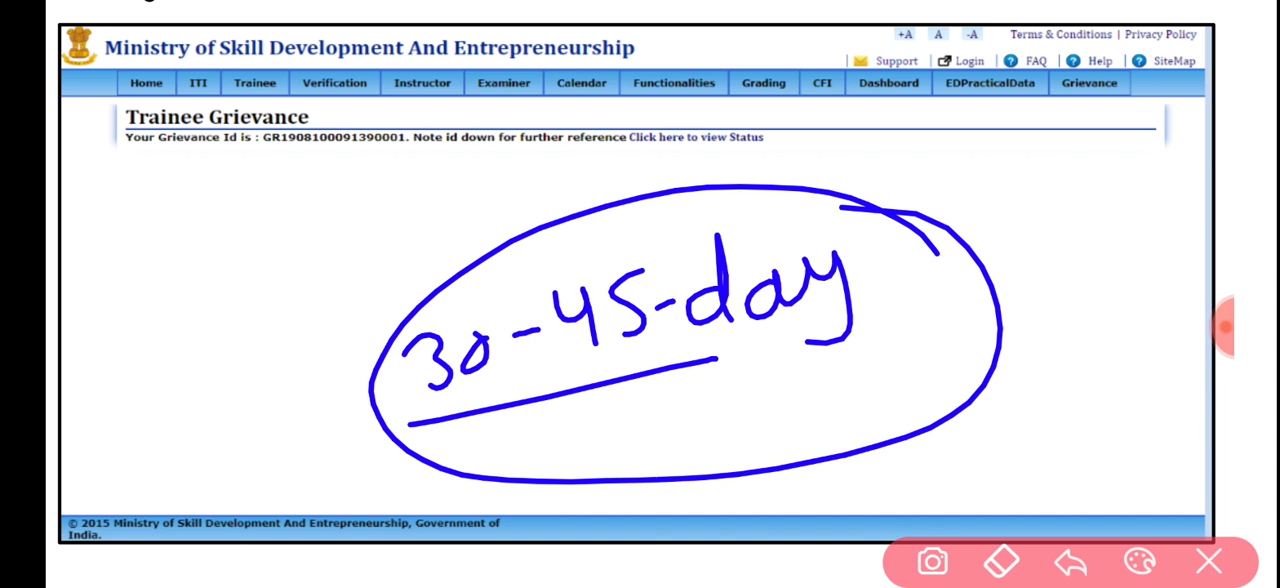 +A A -A Terms & Conditions | Privacy Policy
Ministry of Skill Development And Entrepreneurship
Support Login FAQ Help SiteMap
Home ITI Trainee Verification Instructor Examiner Calendar Functionalities Grading CFI Dashboard EDPracticalData Grievance
Trainee Grievance
Your Grievance Id is : GR1908100091390001. Note id down for further reference Click here to view Status
30-45-day
© 2015 Ministry of Skill Development And Entrepreneurship, Government of
India.